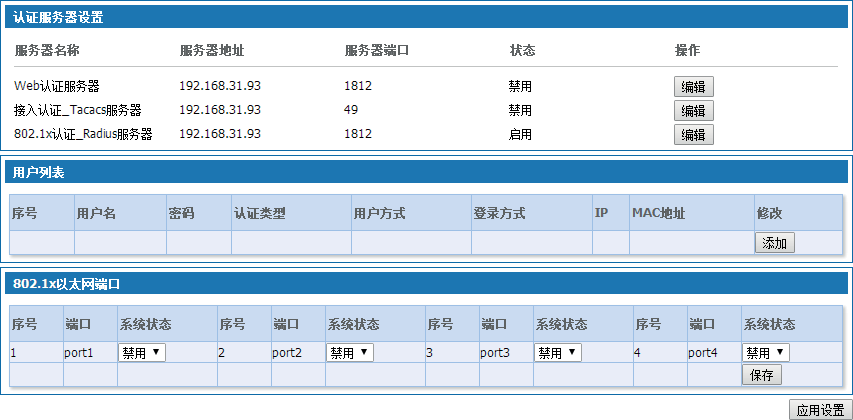 认证服务器设置
服务器名称 服务器地址 服务器端口 状态 操作
Web认证服务器 192.168.31.93 1812 禁用 编辑
接入认证_Tacacs服务器 192.168.31.93 49 禁用 编辑
802.1x认证_Radius服务器 192.168.31.93 1812 启用 编辑
用户列表
序号 用户名 密码 认证类型 用户方式 登录方式 IP MAC地址 修改
添加
802.1x以太网端口
序号 端口 系统状态 序号 端口 系统状态 序号 端口 系统状态 序号 端口 系统状态
1 port1 禁用 2 port2 禁用 3 port3 禁用 4 port4 禁用
保存
应用设置